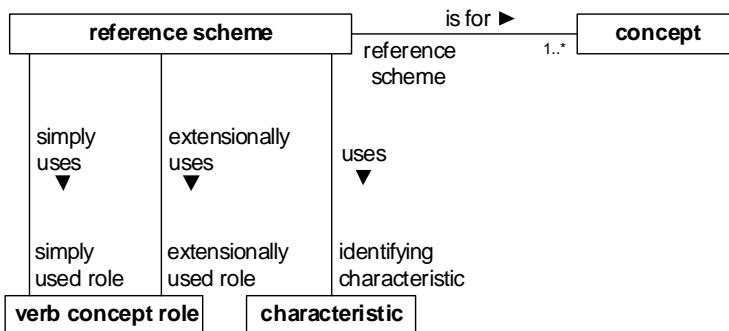 is for ►
reference scheme
concept
reference
scheme
1..*
simply
uses
▼
extensionally
uses
▼
uses
▼
simply
used role
extensionally
used role
identifying
characteristic
verb concept role
characteristic